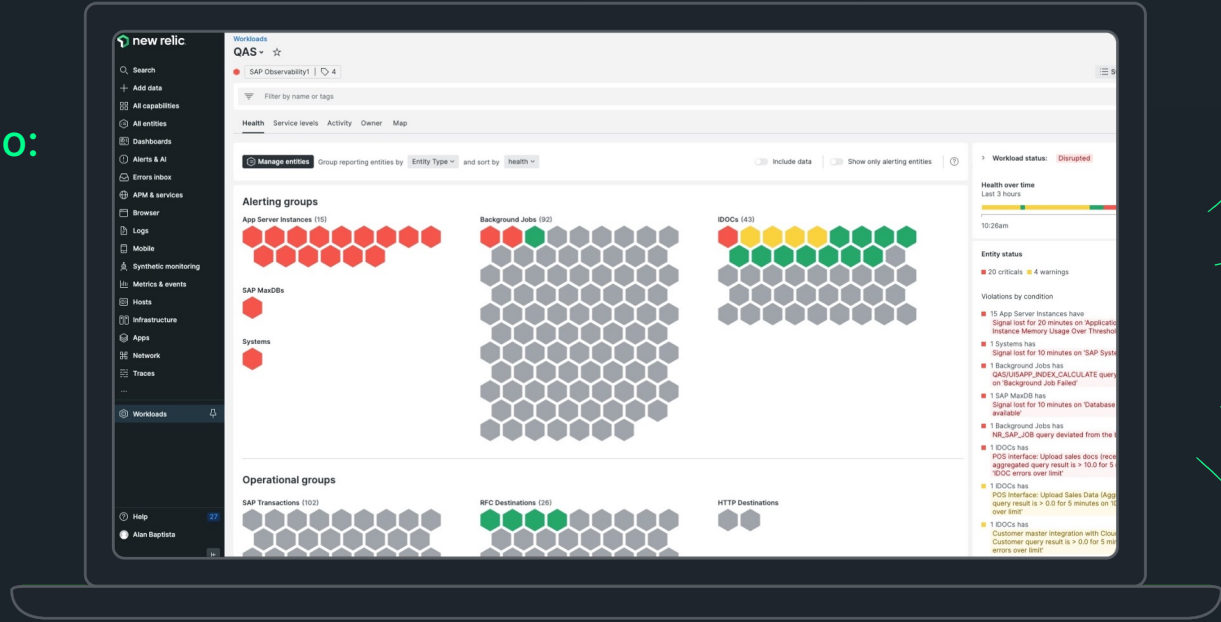 o:
new relic
Search
Add data
All capabilities
All entities
Dashboards
Alerts & AI
Errors inbox
APM & services
Browser
Logs
Mobile
Synthetic monitoring
Metrics & events
Hosts
Infrastructure
Apps
Network
Traces
...
Workloads
Help 27
Alan Baptista
Workloads
QAS
SAP Observability1 | 4
Filter by name or tags
Health Service levels Activity Owner Map
Manage entities Group reporting entities by Entity Type and sort by health Include data Show only alerting entities
Alerting groups
App Server Instances (15)
Background Jobs (92)
IDOCs (43)
SAP MaxDBs
Systems
Operational groups
SAP Transactions (102)
RFC Destinations (26)
HTTP Destinations
Workload status: Disrupted
Health over time
Last 3 hours
10:26am
Entity status
20 criticals 4 warnings
Violations by condition
15 App Server Instances have
Signal lost for 20 minutes on 'Applicatio
Instance Memory Usage Over Threshol
1 Systems has
Signal lost for 10 minutes on 'SAP Syste
1 Background Jobs has
QAS/UI5APP_INDEX_CALCULATE query
on 'Background Job Failed'
1 SAP MaxDB has
Signal lost for 10 minutes on 'Database
available'
1 Background Jobs has
NR_SAP_JOB query deviated from the
1 IDOCs has
POS interface: Upload sales docs (rece
aggregated query result is > 10.0 for 5
'IDOC errors over limit'
1 IDOCs has
POS Interface: Upload Sales Data (Agg
query result is > 0.0 for 5 minutes on
over limit'
1 IDOCs has
Customer master integration with Clou
Customer query result is > 0.0 for 5 min
errors over limit'